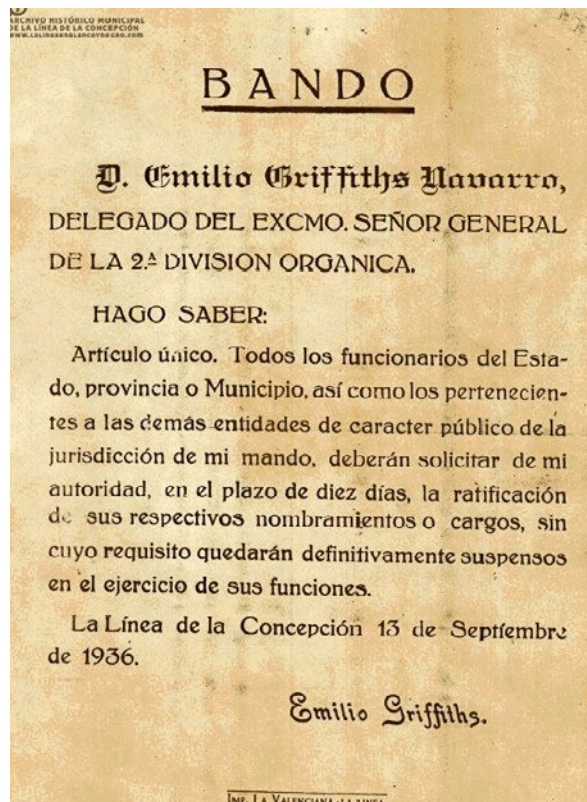 ARCHIVO HISTÓRICO MUNICIPAL
DE LA LÍNEA DE LA CONCEPCIÓN
WWW.LALINEAENBLANCOYNEGRO.COM
BANDO
D. Emilio Griffiths Navarro,
DELEGADO DEL EXCMO. SEÑOR GENERAL
DE LA 2.ª DIVISION ORGANICA.
HAGO SABER:
Artículo único. Todos los funcionarios del Esta-
do, provincia o Municipio, así como los pertenecien-
tes a las demás entidades de caracter público de la
jurisdicción de mi mando, deberán solicitar de mi
autoridad, en el plazo de diez días, la ratificación
de sus respectivos nombramientos o cargos, sin
cuyo requisito quedarán definitivamente suspensos
en el ejercicio de sus funciones.
La Línea de la Concepción 13 de Septiembre
de 1936.
Emilio Griffiths.
IMP. LA VALENCIANA-LA LINEA